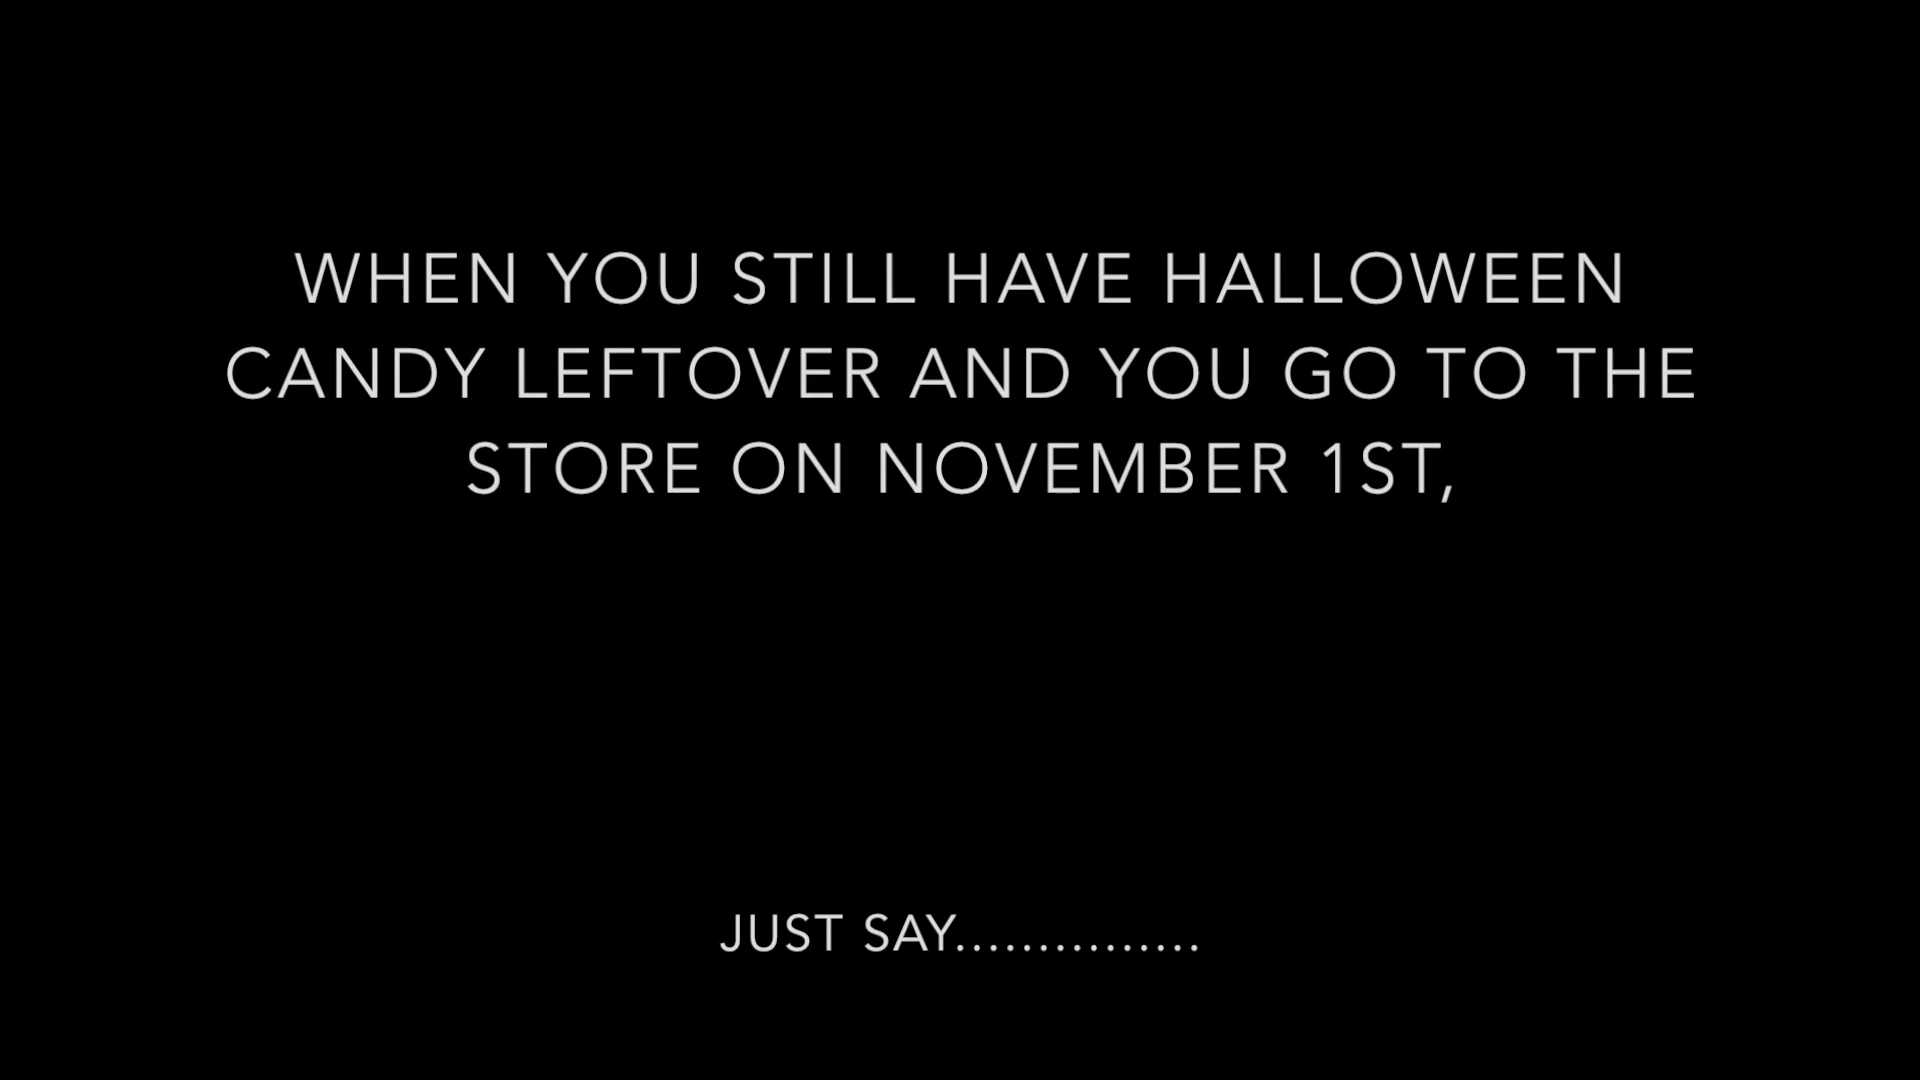 WHEN YOU STILL HAVE HALLOWEEN
CANDY LEFTOVER AND YOU GO TO THE
STORE ON NOVEMBER 1ST,
JUST SAY...............